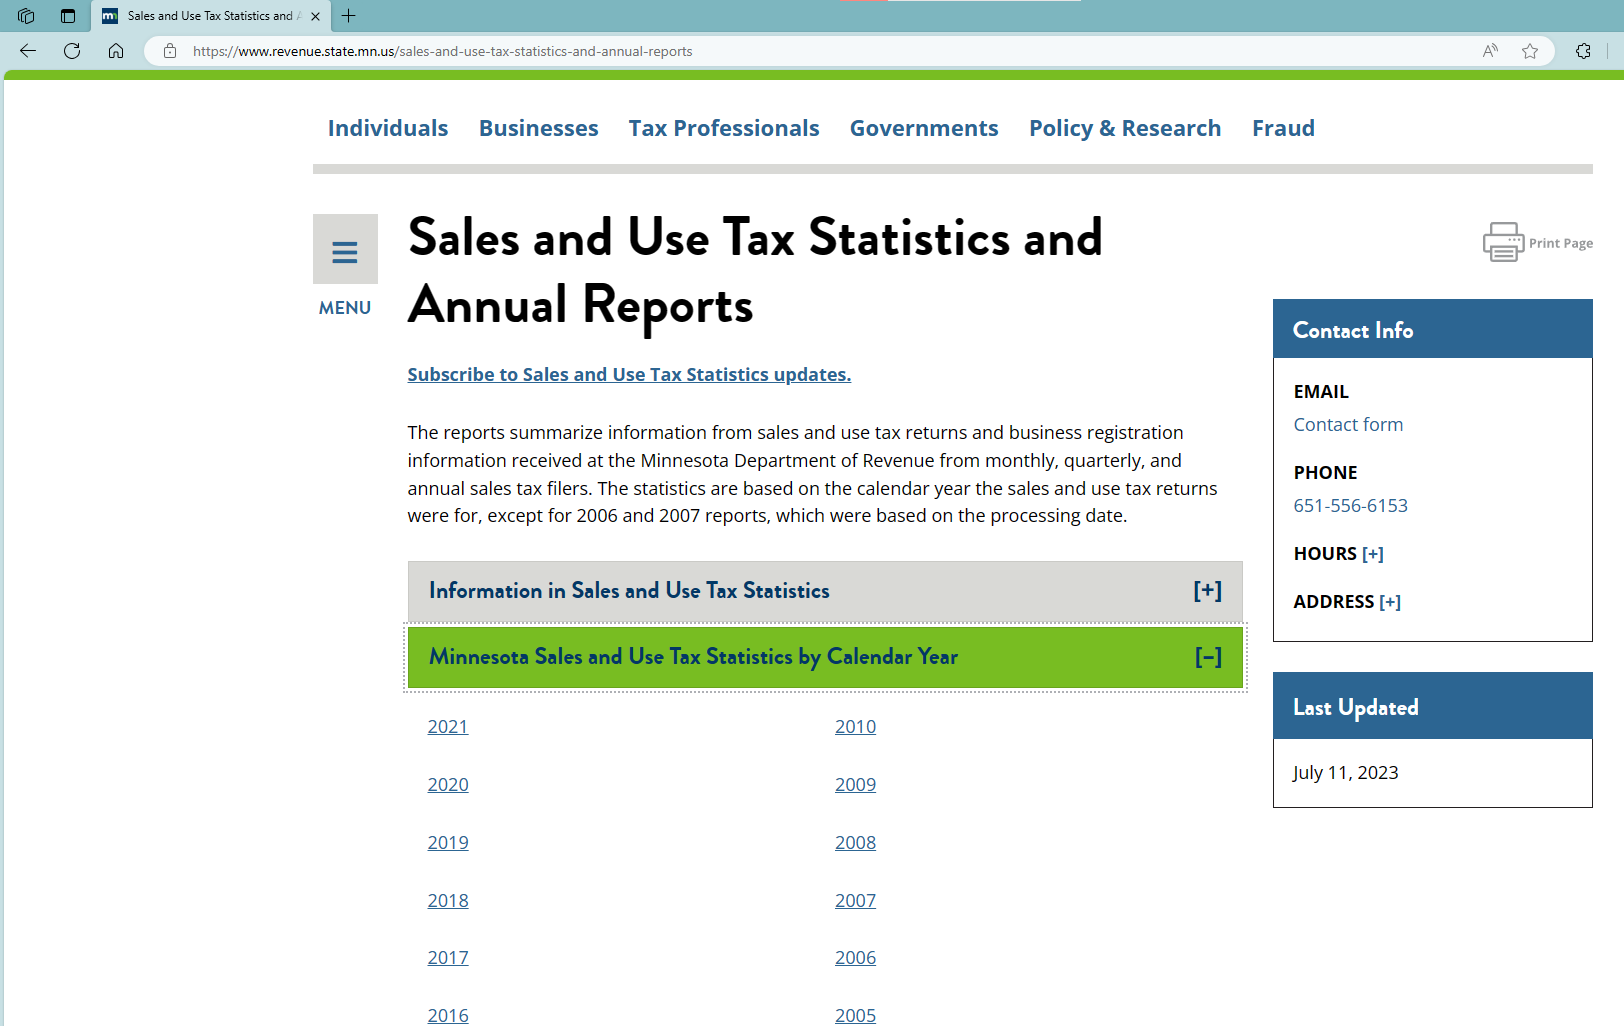 Sales and Use Tax Statistics and A
https://www.revenue.state.mn.us/sales-and-use-tax-statistics-and-annual-reports
Individuals Businesses Tax Professionals Governments Policy & Research Fraud
MENU
Sales and Use Tax Statistics and
Annual Reports
Print Page
Subscribe to Sales and Use Tax Statistics updates.
The reports summarize information from sales and use tax returns and business registration
information received at the Minnesota Department of Revenue from monthly, quarterly, and
annual sales tax filers. The statistics are based on the calendar year the sales and use tax returns
were for, except for 2006 and 2007 reports, which were based on the processing date.
Information in Sales and Use Tax Statistics [+]
Minnesota Sales and Use Tax Statistics by Calendar Year [–]
2021 2010
2020 2009
2019 2008
2018 2007
2017 2006
2016 2005
Contact Info
EMAIL
Contact form
PHONE
651-556-6153
HOURS [+]
ADDRESS [+]
Last Updated
July 11, 2023